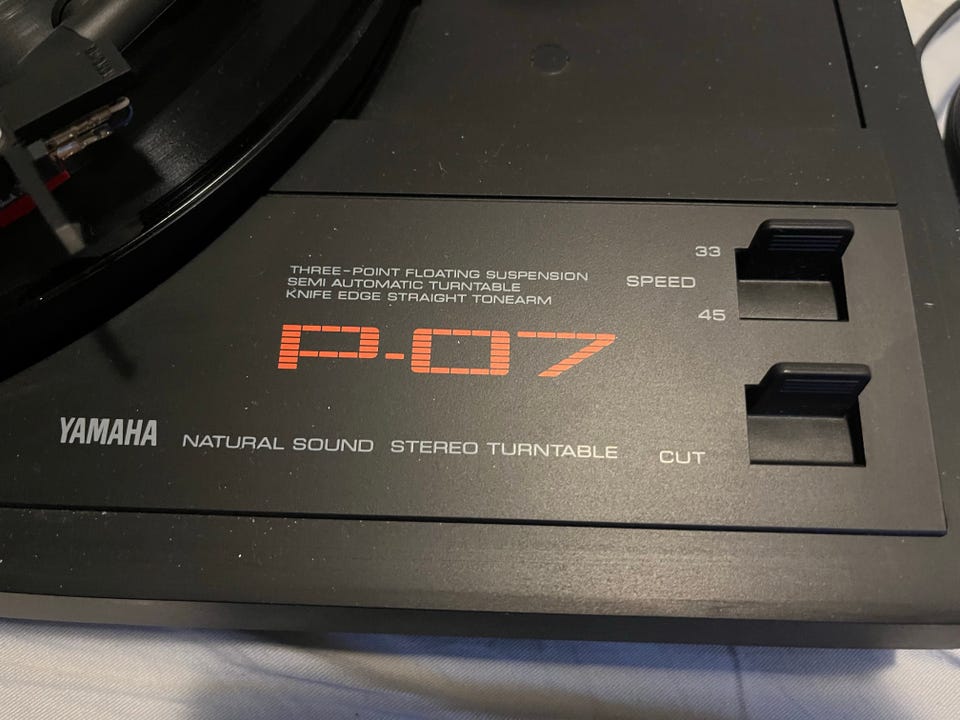 THREE-POINT FLOATING SUSPENSION
SEMI AUTOMATIC TURNTABLE
KNIFE EDGE STRAIGHT TONEARM
P-07
YAMAHA NATURAL SOUND STEREO TURNTABLE
33
SPEED
45
CUT